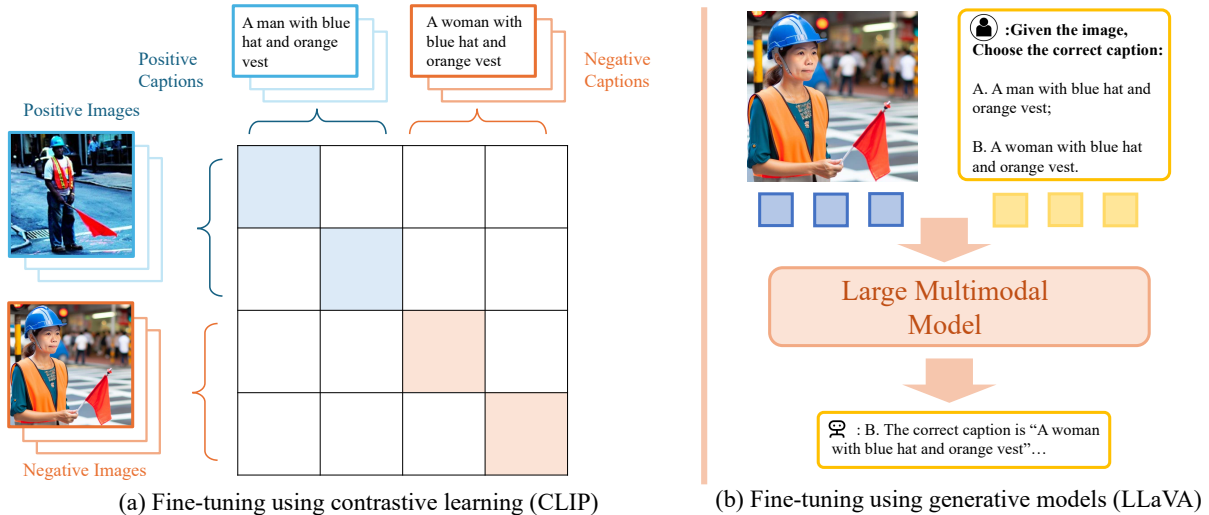 Positive
Captions
A man with blue
hat and orange
vest
A woman with
blue hat and
orange vest
Negative
Captions
Positive Images
Negative Images
(a) Fine-tuning using contrastive learning (CLIP)
:Given the image,
Choose the correct caption:
A. A man with blue hat and
orange vest;
B. A woman with blue hat
and orange vest.
Large Multimodal
Model
: B. The correct caption is “A woman
with blue hat and orange vest”…
(b) Fine-tuning using generative models (LLaVA)